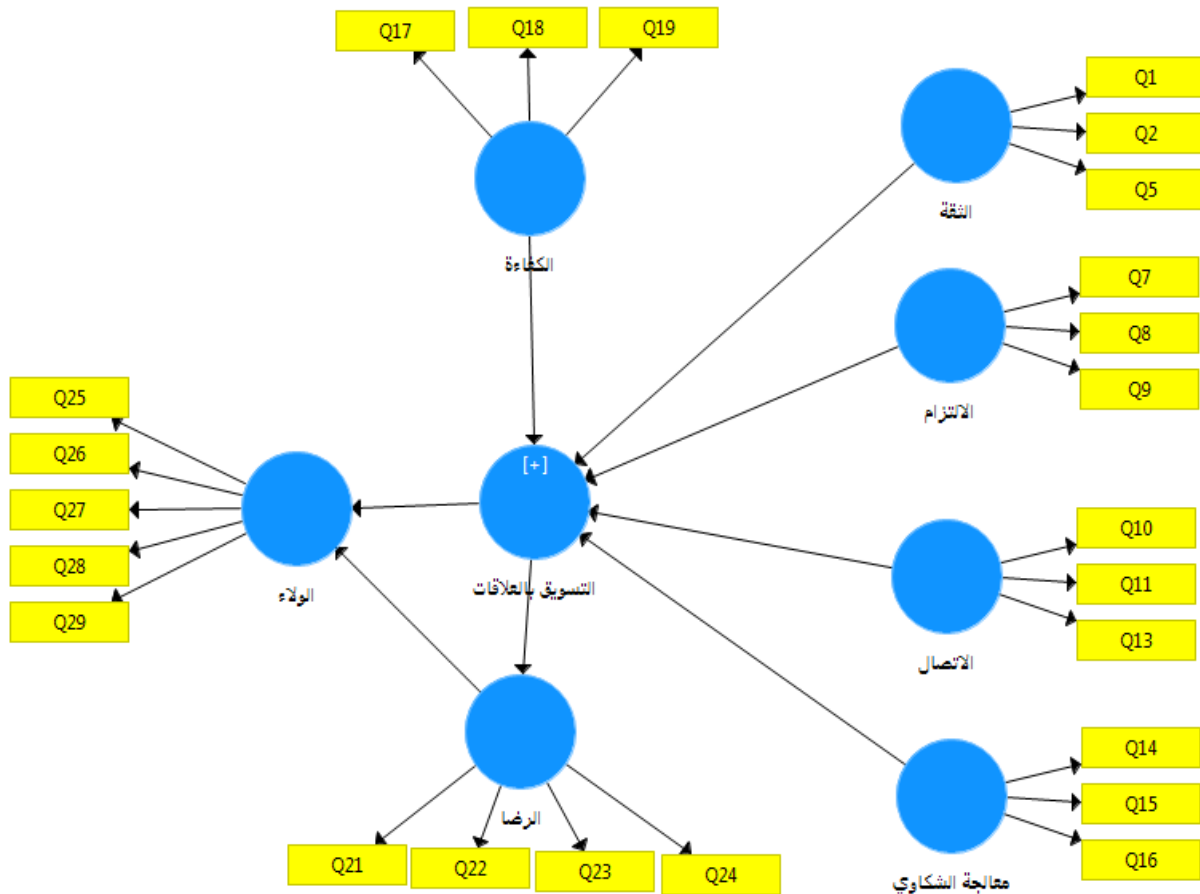 Q17
Q18
Q19
الكفاءة
Q1
Q2
Q5
الثقة
Q7
Q8
Q9
الالتزام
Q25
Q26
Q27
Q28
Q29
الولاء
[+]
التسويق بالعلاقات
Q10
Q11
Q13
الاتصال
Q21
Q22
Q23
Q24
الرضا
Q14
Q15
Q16
معالجة الشكاوي